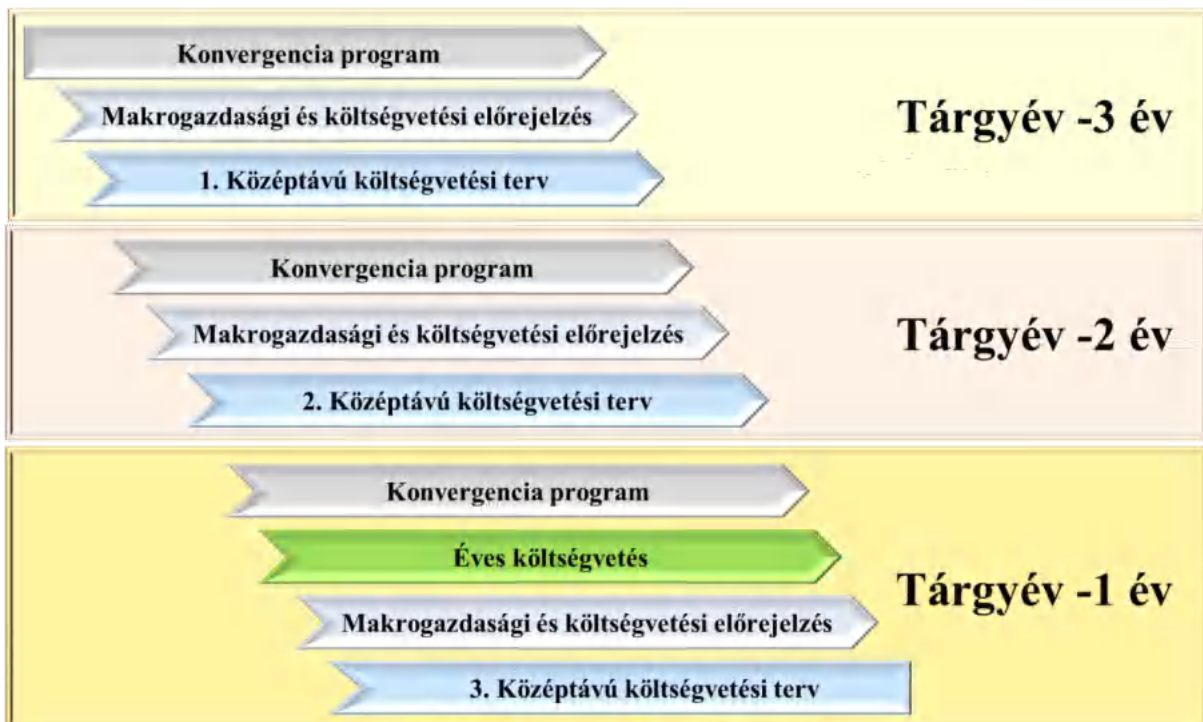 Konvergencia program
Makrogazdasági és költségvetési előrejelzés
1. Középtávú költségvetési terv
Tárgyév -3 év
Konvergencia program
Makrogazdasági és költségvetési előrejelzés
2. Középtávú költségvetési terv
Tárgyév -2 év
Konvergencia program
Éves költségvetés
Makrogazdasági és költségvetési előrejelzés
3. Középtávú költségvetési terv
Tárgyév -1 év